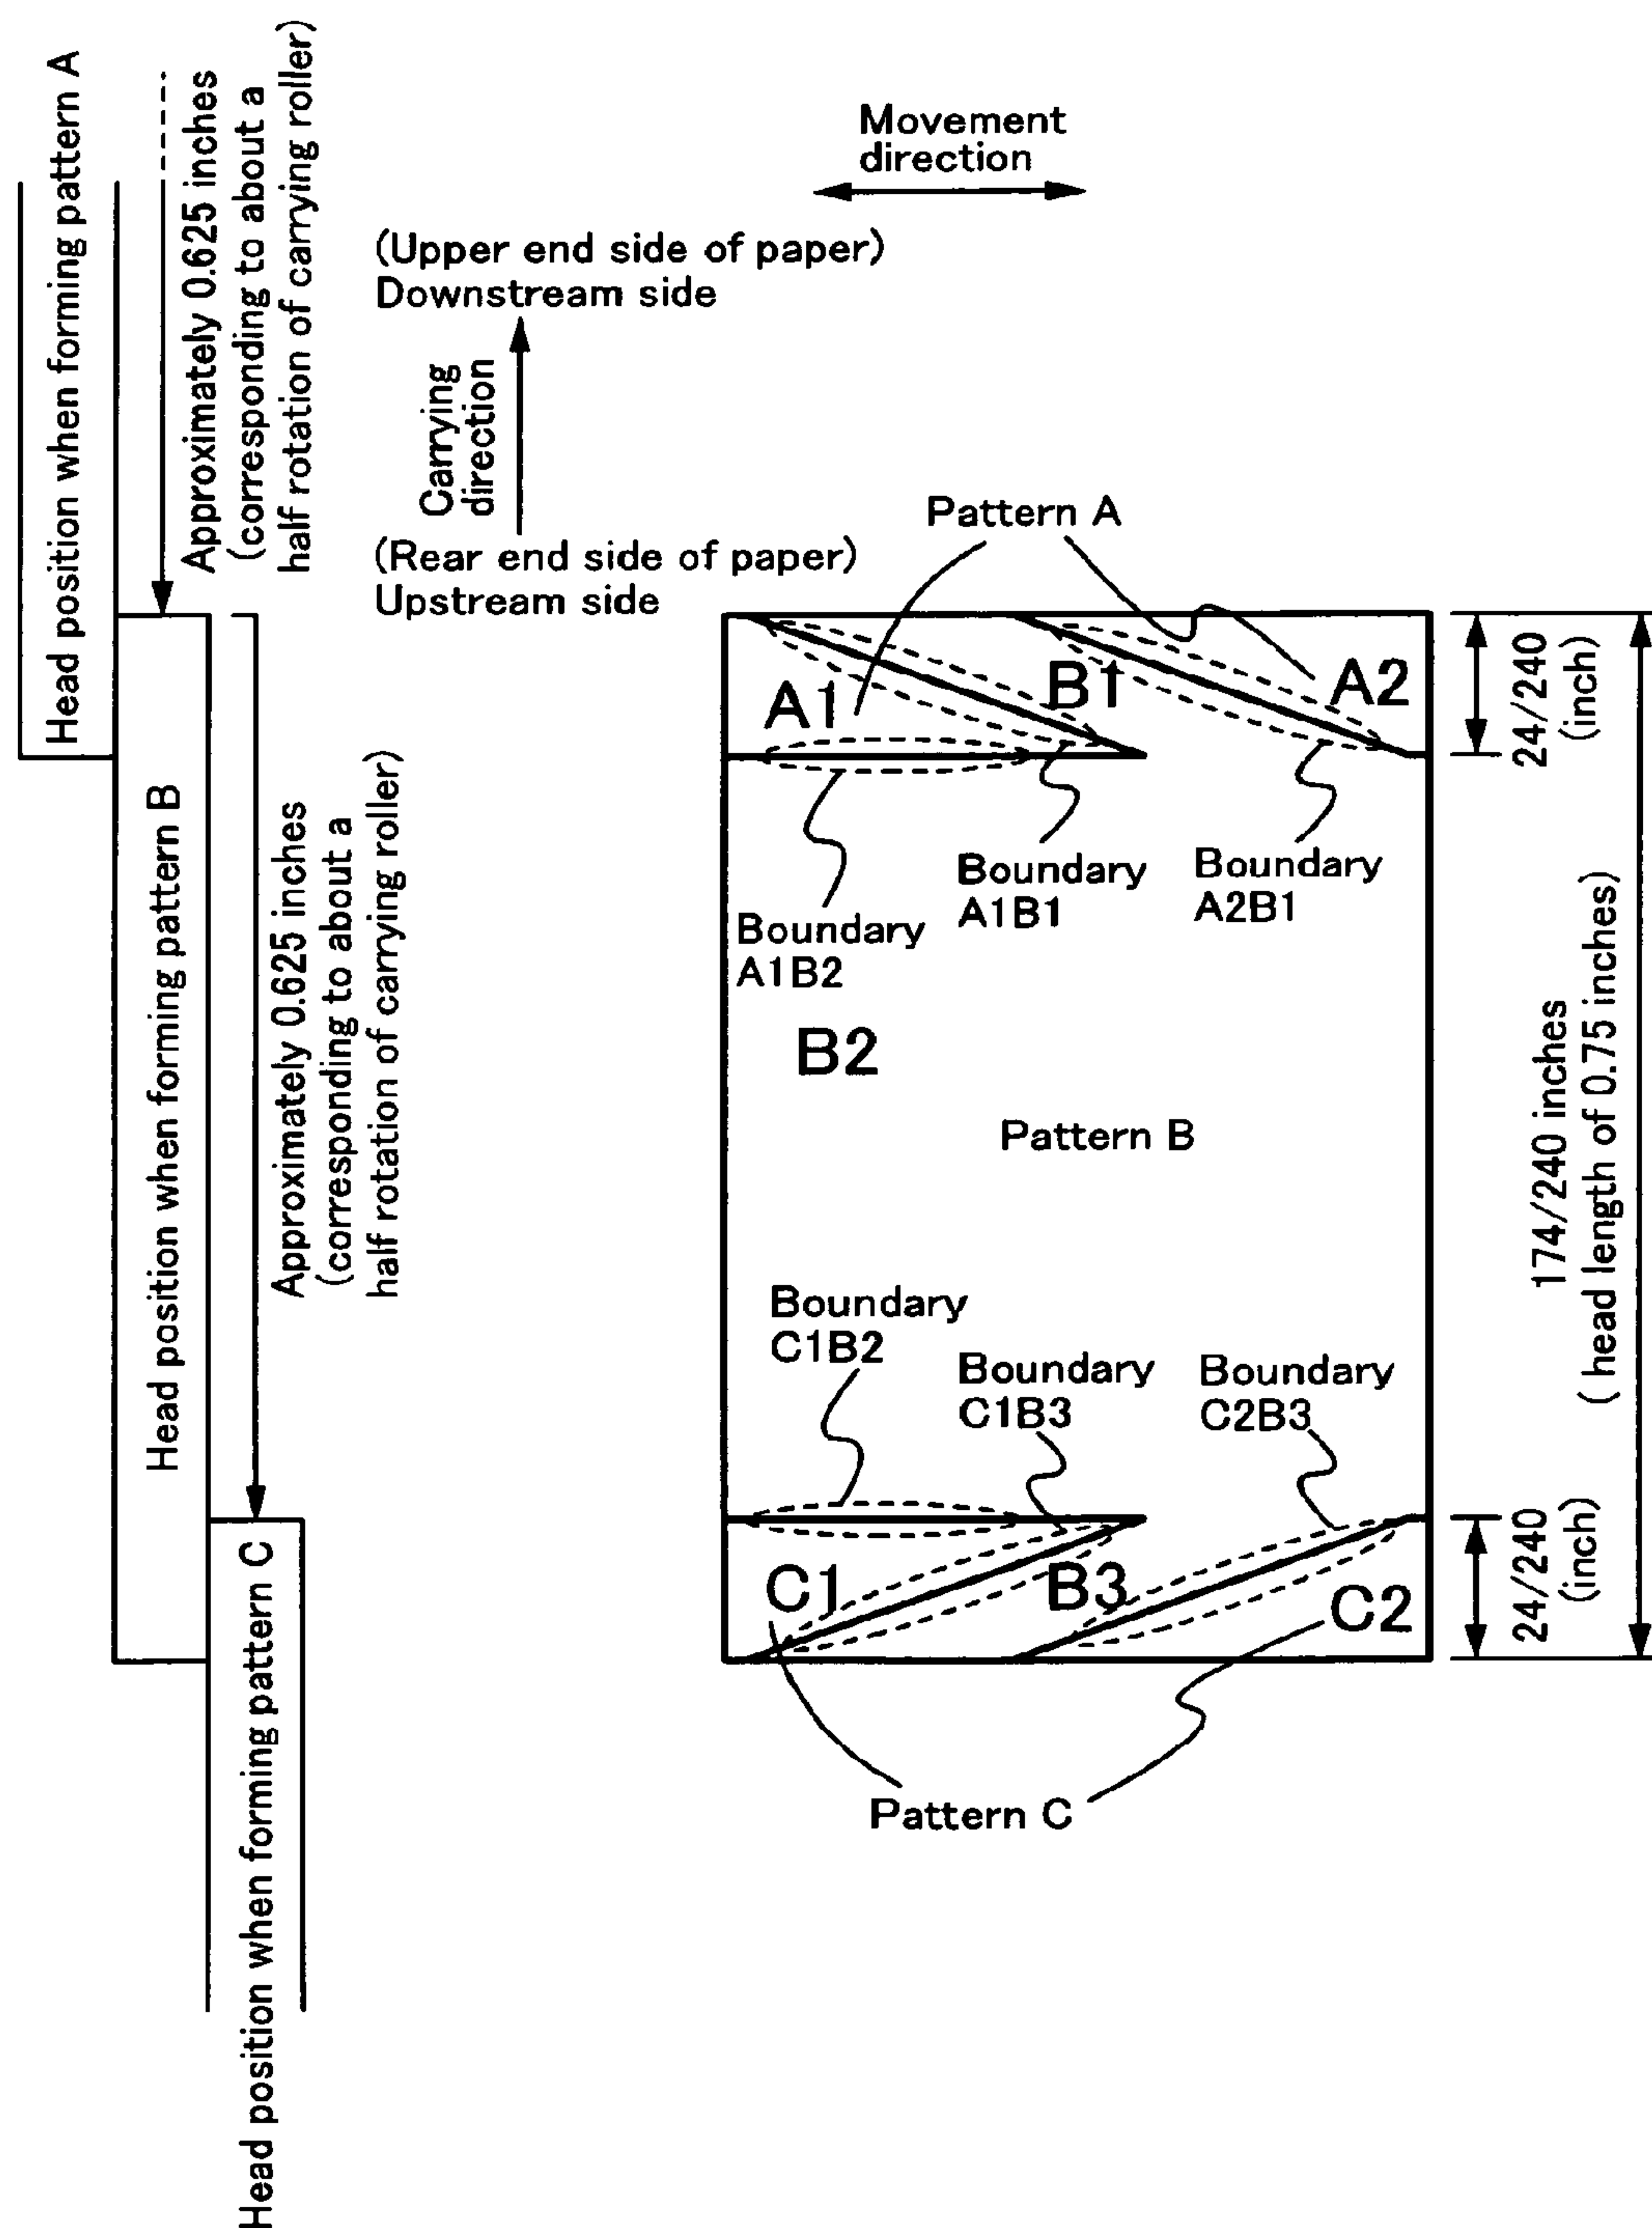 Head position when forming pattern A
Approximately 0.625 inches
(corresponding to about a
half rotation of carrying roller)
Head position when forming pattern B
Approximately 0.625 inches
(corresponding to about a
half rotation of carrying roller)
Head position when forming pattern C
Movement
direction
(Upper end side of paper)
Downstream side
Carrying
direction
(Rear end side of paper)
Upstream side
Pattern A
A1
B1
A2
24/240
(inch)
Boundary
A1B2
Boundary
A1B1
Boundary
A2B1
B2
Pattern B
174/240 inches
( head length of 0.75 inches)
Boundary
C1B2
Boundary
C1B3
Boundary
C2B3
C1
B3
C2
24/240
(inch)
Pattern C